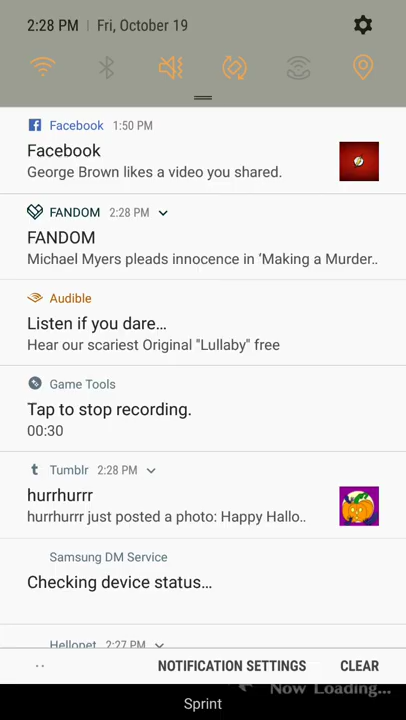 2:28 PM | Fri, October 19
Facebook 1:50 PM
Facebook
George Brown likes a video you shared.
FANDOM 2:28 PM
FANDOM
Michael Myers pleads innocence in ‘Making a Murder..
Audible
Listen if you dare…
Hear our scariest Original "Lullaby" free
Game Tools
Tap to stop recording.
00:30
Tumblr 2:28 PM
hurrhurrr
hurrhurrr just posted a photo: Happy Hallo..
Samsung DM Service
Checking device status…
Hellopet 2:27 PM
NOTIFICATION SETTINGS CLEAR
Now Loading...
Sprint